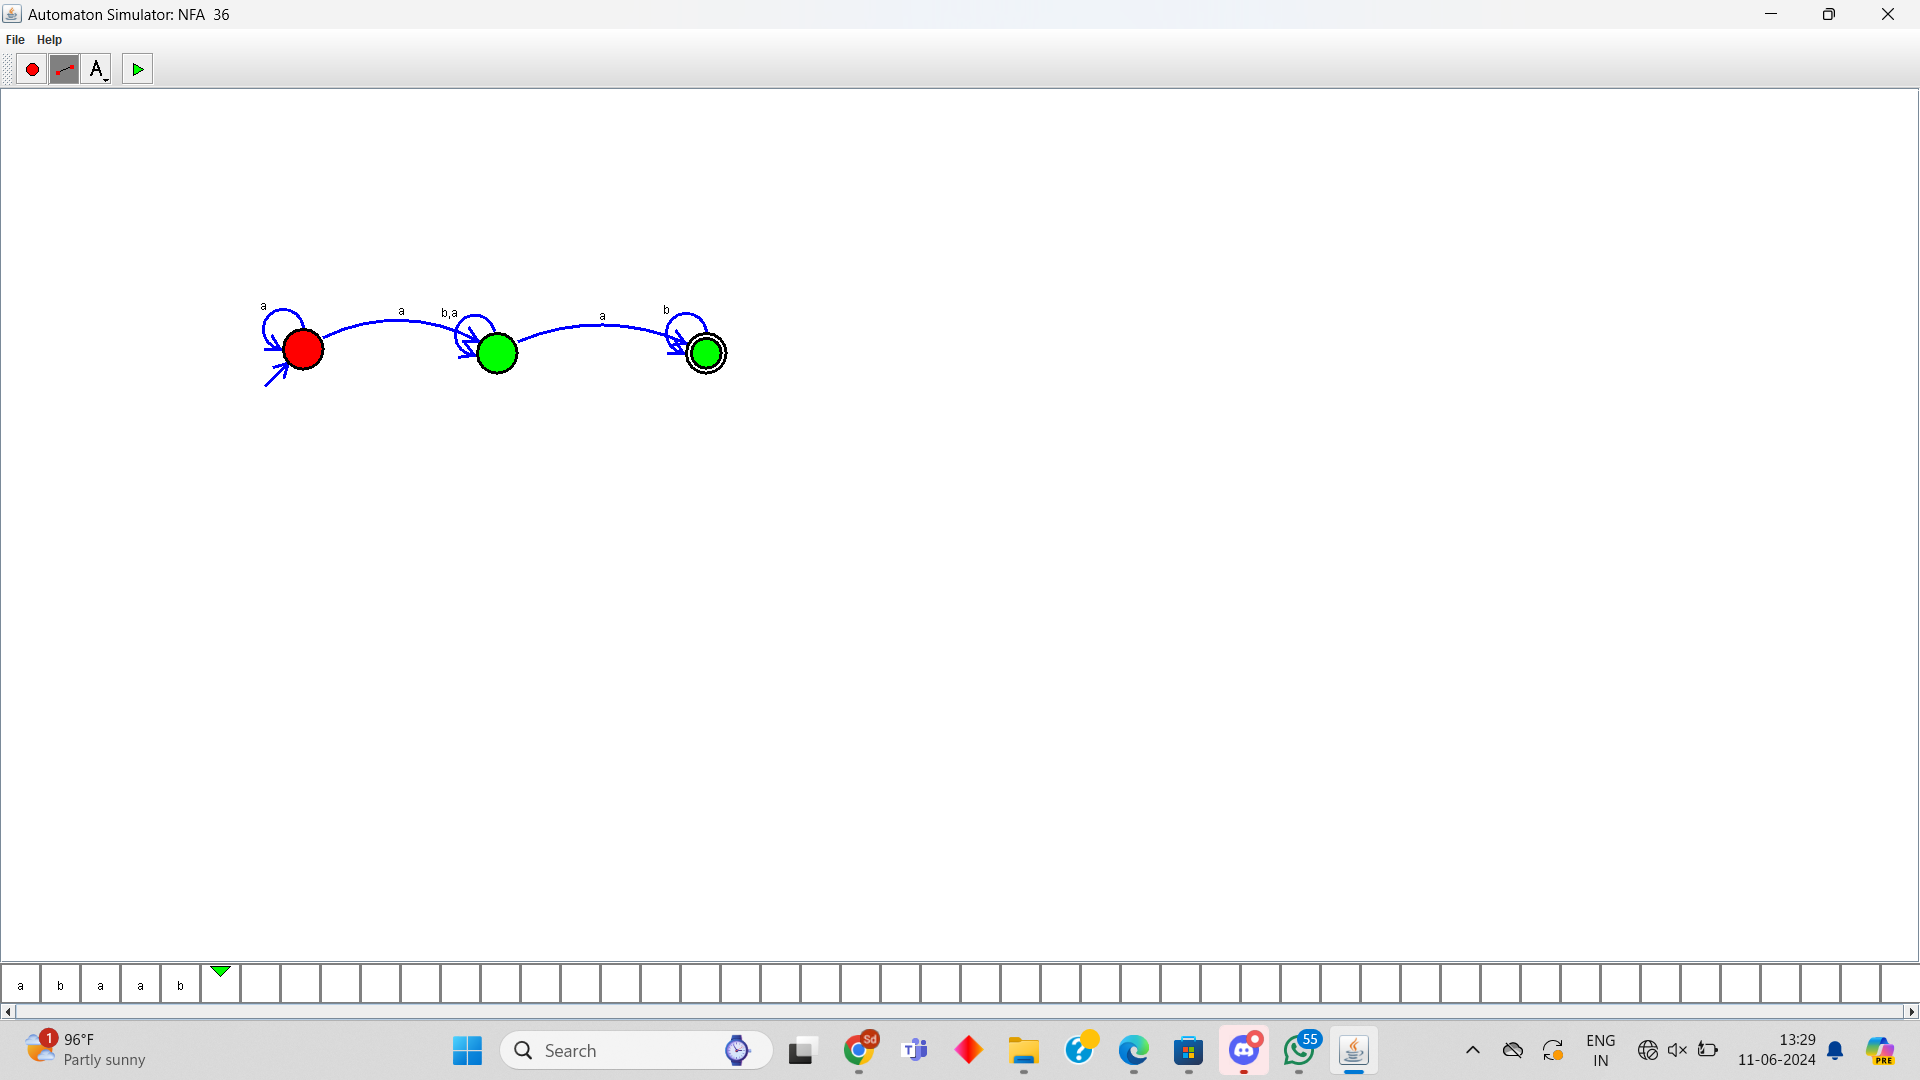 Automaton Simulator: NFA 36
File Help
A
a
a
b,a
a
b
a b a a b
1
96°F
Partly sunny
Search
Sd
55
ENG
IN
13:29
11-06-2024
PRE